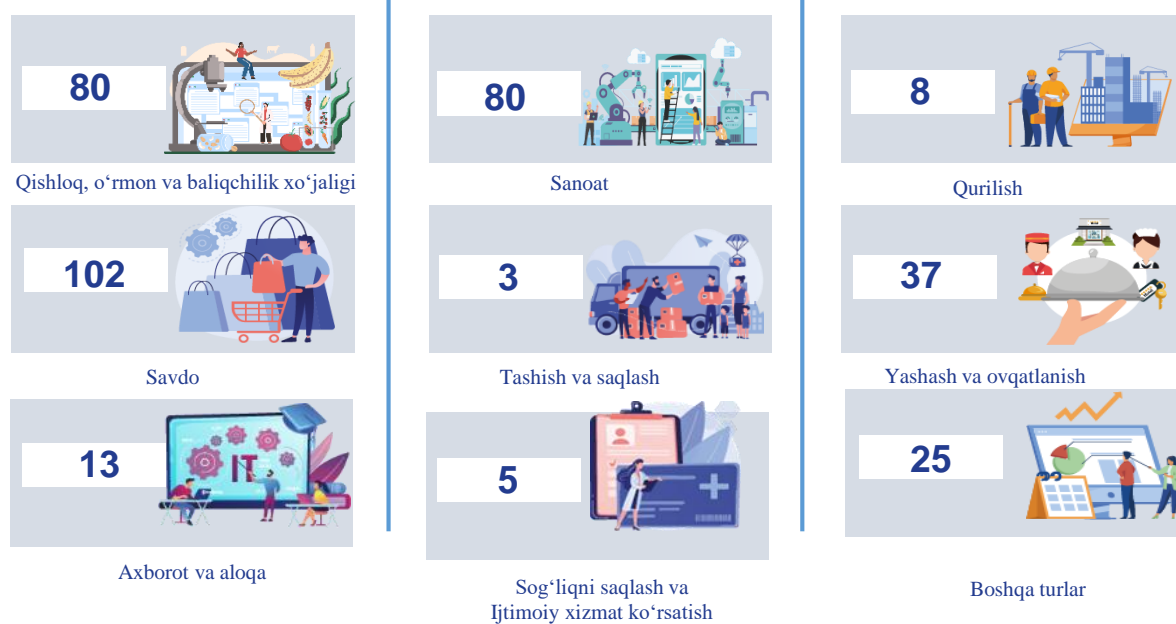 80
Qishloq, o‘rmon va baliqchilik xo‘jaligi
80
Sanoat
8
Qurilish
102
Savdo
3
Tashish va saqlash
37
Yashash va ovqatlanish
13
IT
Axborot va aloqa
5
Sog‘liqni saqlash va
Ijtimoiy xizmat ko‘rsatish
25
Boshqa turlar